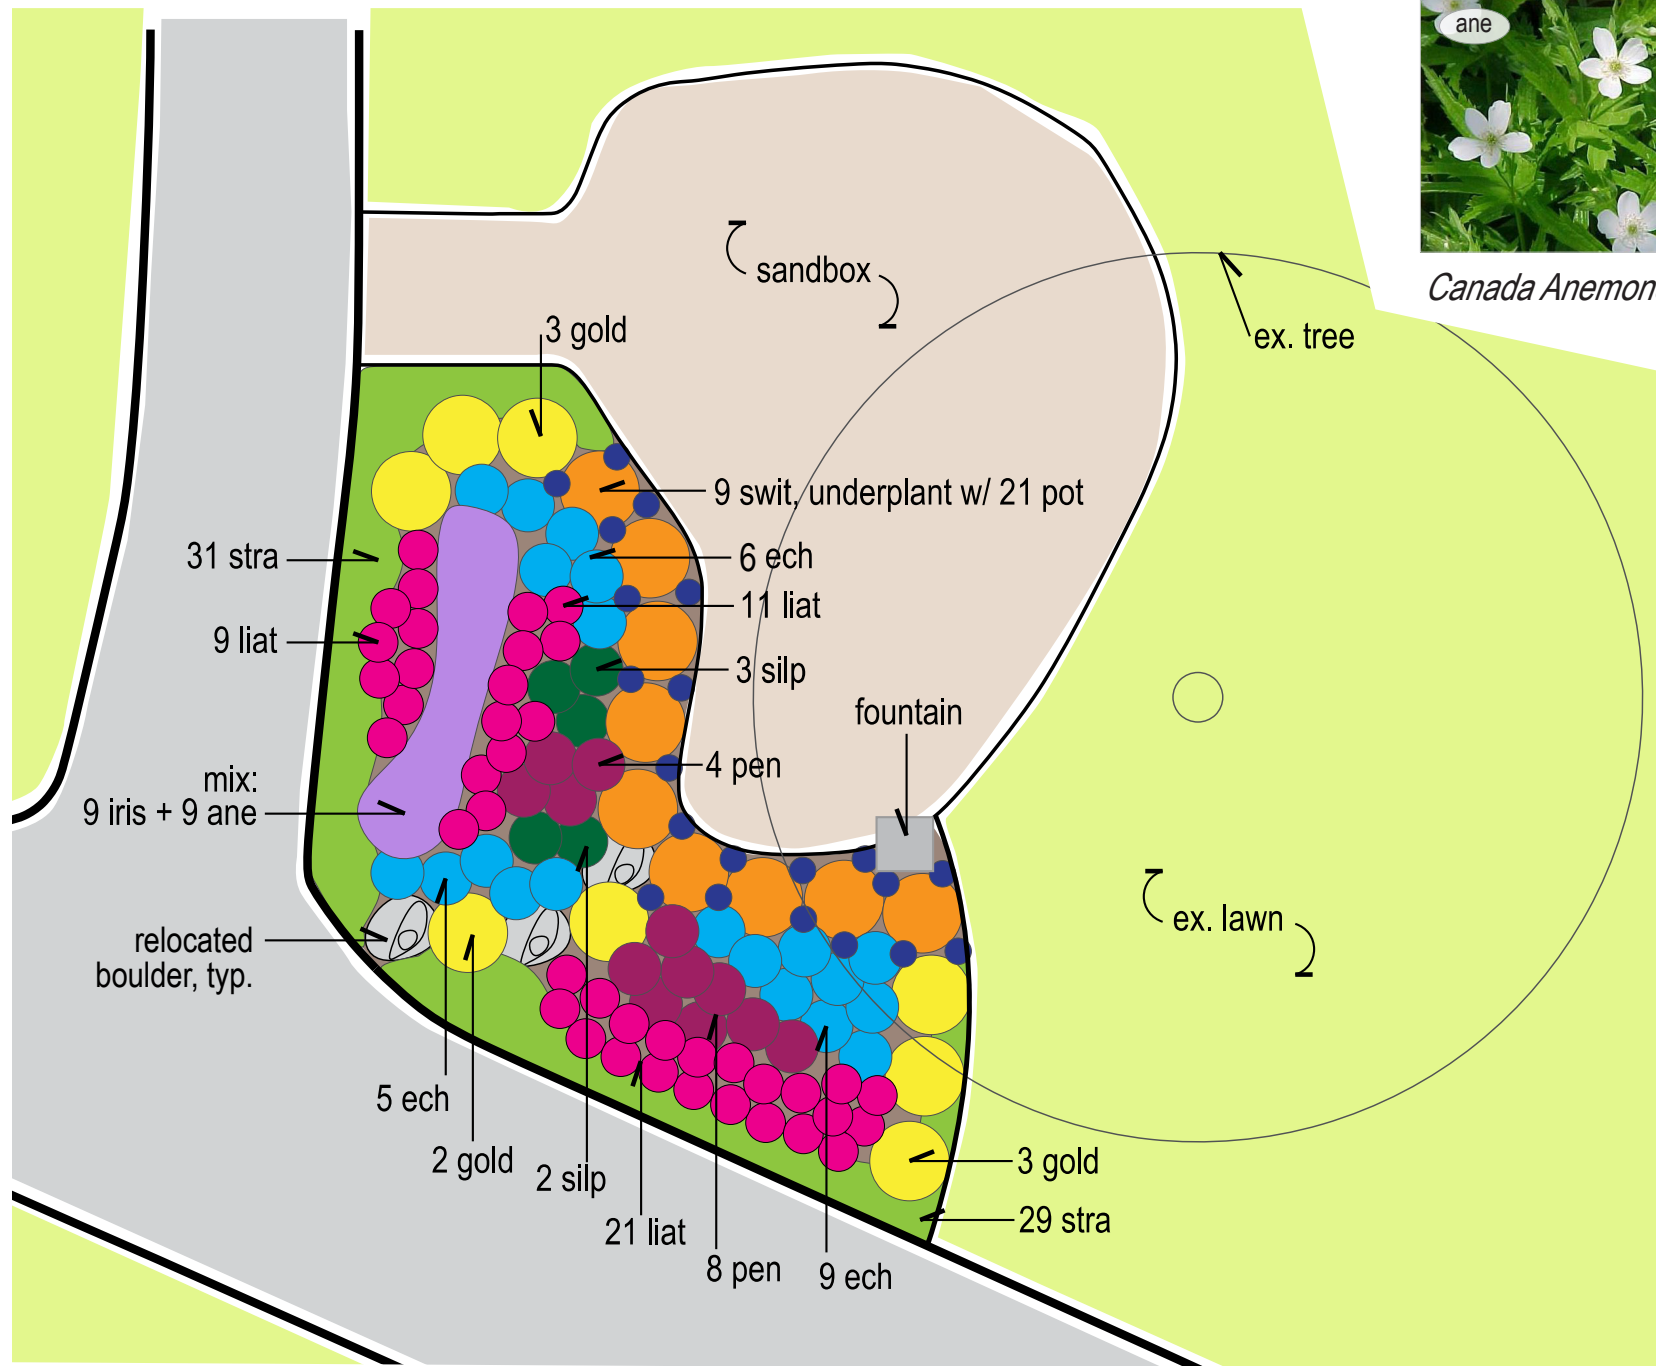 ane
Canada Anemon
sandbox
ex. tree
3 gold
9 swit, underplant w/ 21 pot
31 stra
6 ech
11 liat
9 liat
3 silp
fountain
4 pen
mix:
9 iris + 9 ane
ex. lawn
relocated
boulder, typ.
5 ech
2 gold
2 silp
3 gold
29 stra
21 liat
8 pen
9 ech